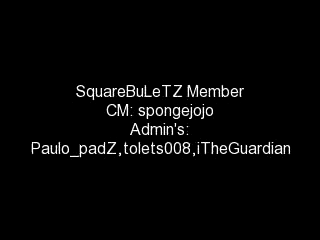 SquareBuLeTZ Member
CM: spongejojo
Admin's:
Paulo_padZ,tolets008,iTheGuardian